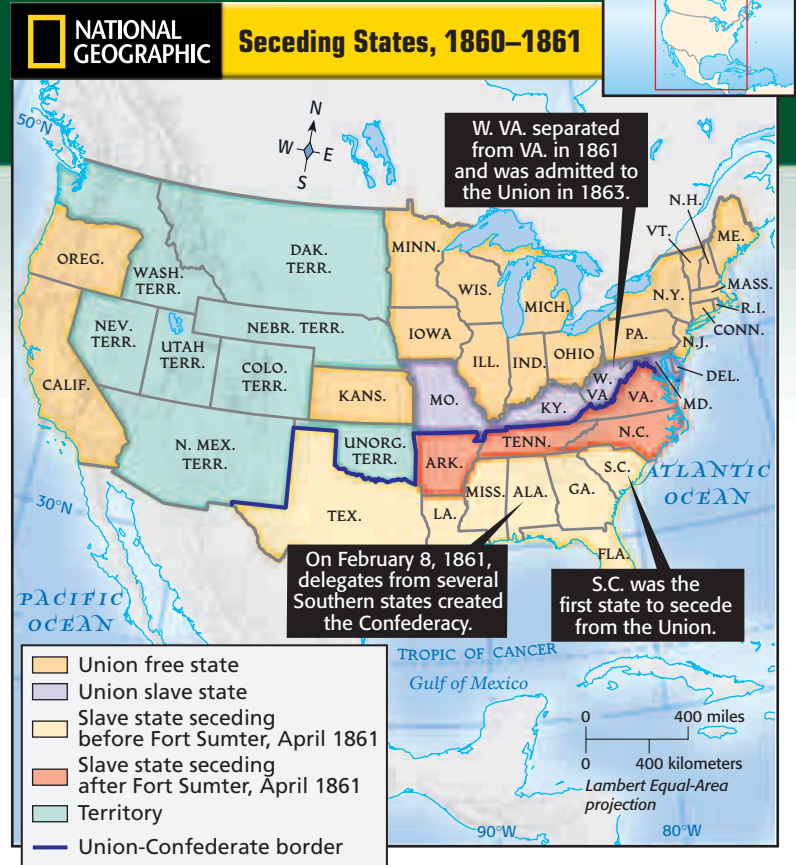 NATIONAL
GEOGRAPHIC
Seceding States, 1860–1861
50°N
N
W
E
S
W. VA. separated
from VA. in 1861
and was admitted to
the Union in 1863.
N.H.
VT.
ME.
OREG.
WASH.
TERR.
DAK.
TERR.
MINN.
WIS.
MICH.
N.Y.
MASS.
R.I.
CONN.
NEV.
TERR.
UTAH
TERR.
NEBR. TERR.
IOWA
PA.
N.J.
COLO.
TERR.
ILL.
IND.
OHIO
DEL.
CALIF.
KANS.
MO.
KY.
W.
VA.
VA.
MD.
N. MEX.
TERR.
UNORG.
TERR.
ARK.
TENN.
N.C.
S.C.
ATLANTIC
OCEAN
30°N
TEX.
LA.
MISS.
ALA.
GA.
FLA.
On February 8, 1861,
delegates from several
Southern states created
the Confederacy.
S.C. was the
first state to secede
from the Union.
PACIFIC
OCEAN
TROPIC OF CANCER
Gulf of Mexico
Union free state
Union slave state
Slave state seceding
before Fort Sumter, April 1861
Slave state seceding
after Fort Sumter, April 1861
Territory
Union-Confederate border
0 400 miles
0 400 kilometers
Lambert Equal-Area
projection
90°W
80°W